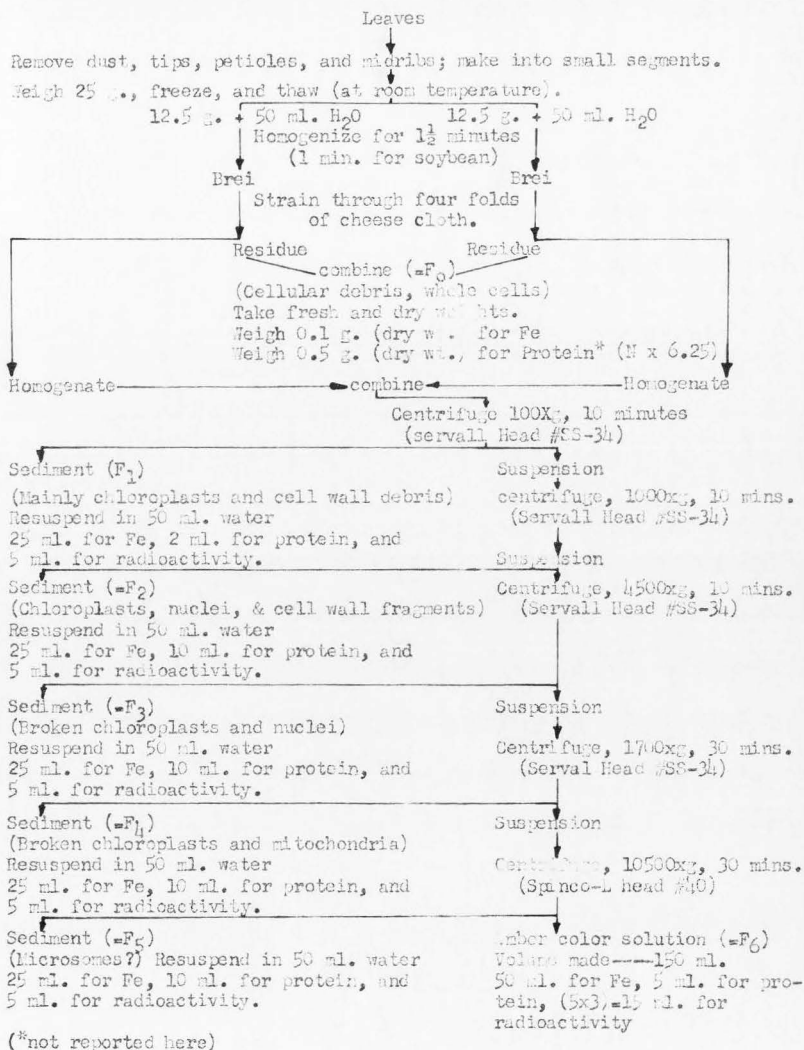 Leaves
Remove dust, tips, petioles, and midribs; make into small segments.
Weigh 25 g., freeze, and thaw (at room temperature).
12.5 g. + 50 ml. H2O 12.5 g. + 50 ml. H2O
Homogenize for 1½ minutes
(1 min. for soybean)
Brei Brei
Strain through four folds
of cheese cloth.
Residue Residue
combine (=Fo)
(Cellular debris, whole cells)
Take fresh and dry weights.
Weigh 0.1 g. (dry wt. for Fe
Weigh 0.5 g. (dry wt., for Protein* (N x 6.25)
Homogenate combine Homogenate
Centrifuge 100Xg, 10 minutes
(servall Head #SS-34)
Sediment (F1) Suspension
(Mainly chloroplasts and cell wall debris) centrifuge, 1000xg, 10 mins.
Resuspend in 50 ml. water (Servall Head #SS-34)
25 ml. for Fe, 2 ml. for protein, and
5 ml. for radioactivity. Suspension
Sediment (=F2) Centrifuge, 4500xg, 10 mins.
(Chloroplasts, nuclei, & cell wall fragments) (Servall Head #SS-34)
Resuspend in 50 ml. water
25 ml. for Fe, 10 ml. for protein, and
5 ml. for radioactivity.
Sediment (=F3) Suspension
(Broken chloroplasts and nuclei)
Resuspend in 50 ml. water Centrifuge, 1700xg, 30 mins.
25 ml. for Fe, 10 ml. for protein, and (Serval Head #SS-34)
5 ml. for radioactivity.
Sediment (=F4) Suspension
(Broken chloroplasts and mitochondria)
Resuspend in 50 ml. water Centrifuge, 10500xg, 30 mins.
25 ml. for Fe, 10 ml. for protein, and (Spinco-L head #40)
5 ml. for radioactivity.
Sediment (=F5) Amber color solution (=F6)
(Microsomes?) Resuspend in 50 ml. water Volume made----150 ml.
25 ml. for Fe, 10 ml. for protein, and 50 ml. for Fe, 5 ml. for pro-
5 ml. for radioactivity. tein, (5x3)=15 ml. for
radioactivity
(*not reported here)